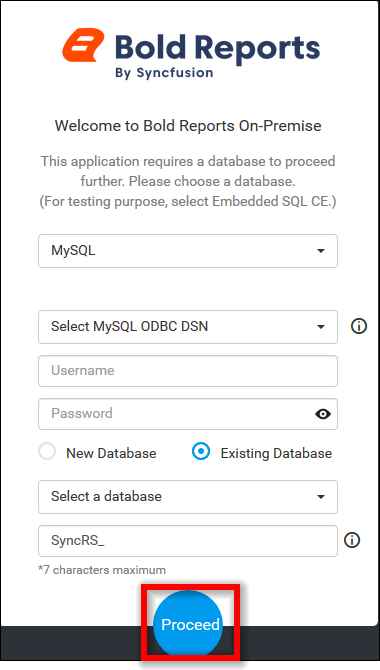 Bold Reports
By Syncfusion
Welcome to Bold Reports On-Premise
This application requires a database to proceed
further. Please choose a database.
(For testing purpose, select Embedded SQL CE.)
MySQL
Select MySQL ODBC DSN
Username
Password
New Database Existing Database
Select a database
SyncRS_
*7 characters maximum
Proceed